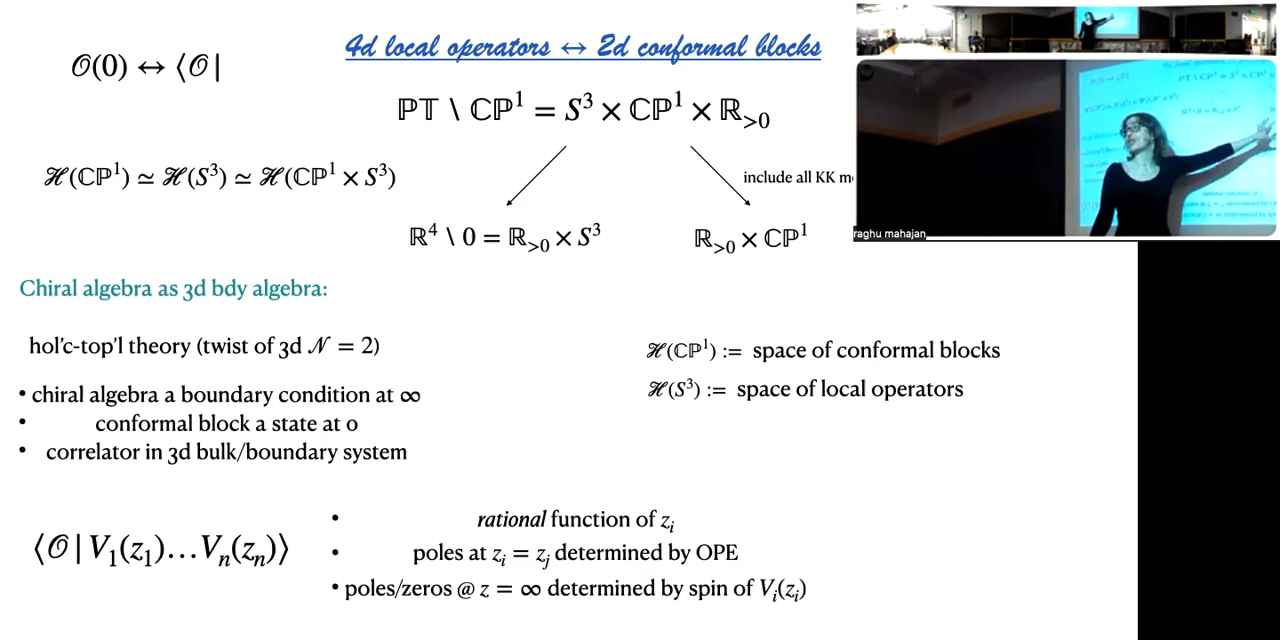 4d local operators ↔ 2d conformal blocks
𝒪(0) ↔ ⟨𝒪|
ℙ𝕋 \ ℂℙ¹ = S³ × ℂℙ¹ × ℝ>0
ℋ(ℂℙ¹) ≃ ℋ(S³) ≃ ℋ(ℂℙ¹ × S³)
include all KK m
ℝ⁴ \ 0 = ℝ>0 × S³
ℝ>0 × ℂℙ¹
raghu mahajan
Chiral algebra as 3d bdy algebra:
hol'c-top'l theory (twist of 3d 𝒩 = 2)
ℋ(ℂℙ¹) := space of conformal blocks
• chiral algebra a boundary condition at ∞
ℋ(S³) := space of local operators
• conformal block a state at 0
• correlator in 3d bulk/boundary system
⟨𝒪|V₁(z₁)…Vₙ(zₙ)⟩
• rational function of zᵢ
• poles at zᵢ = zⱼ determined by OPE
• poles/zeros @ z = ∞ determined by spin of Vᵢ(zᵢ)